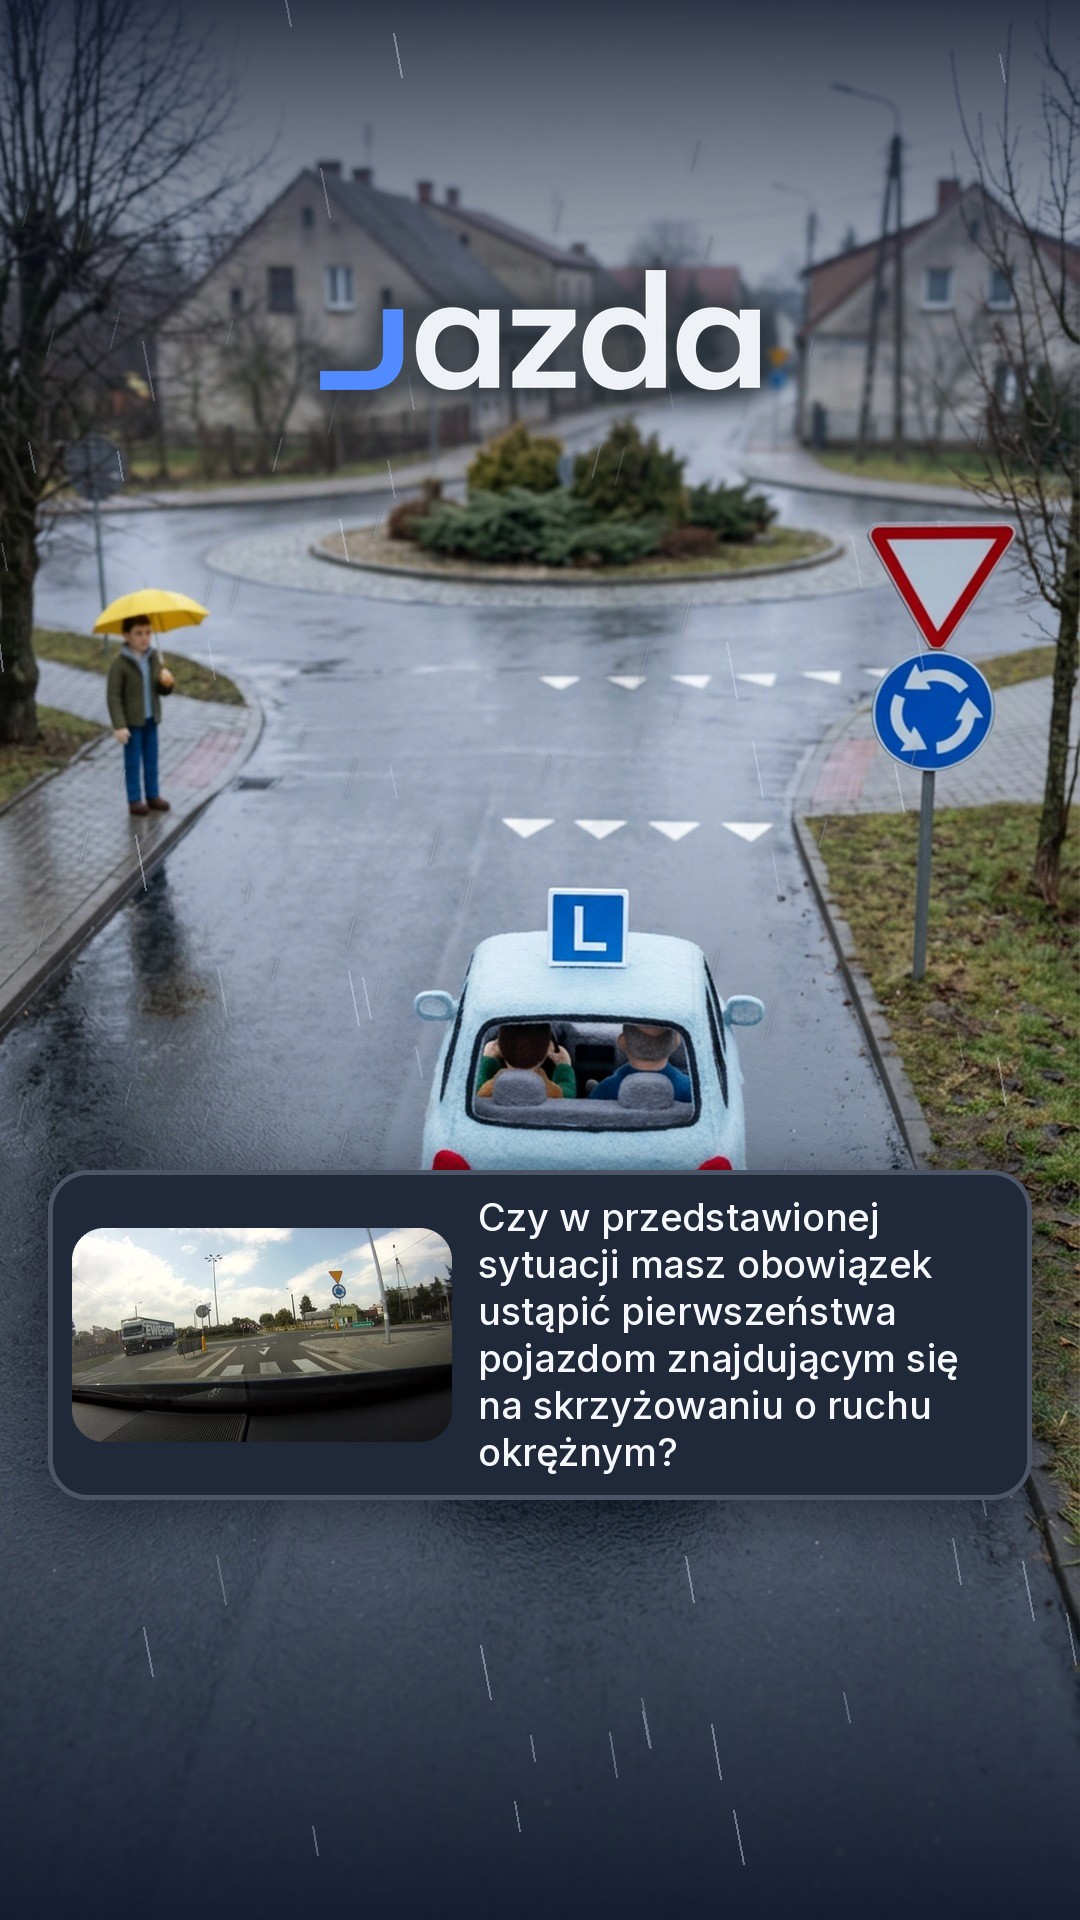 Jazda
L
Czy w przedstawionej
sytuacji masz obowiązek
ustąpić pierwszeństwa
pojazdom znajdującym się
na skrzyżowaniu o ruchu
okrężnym?